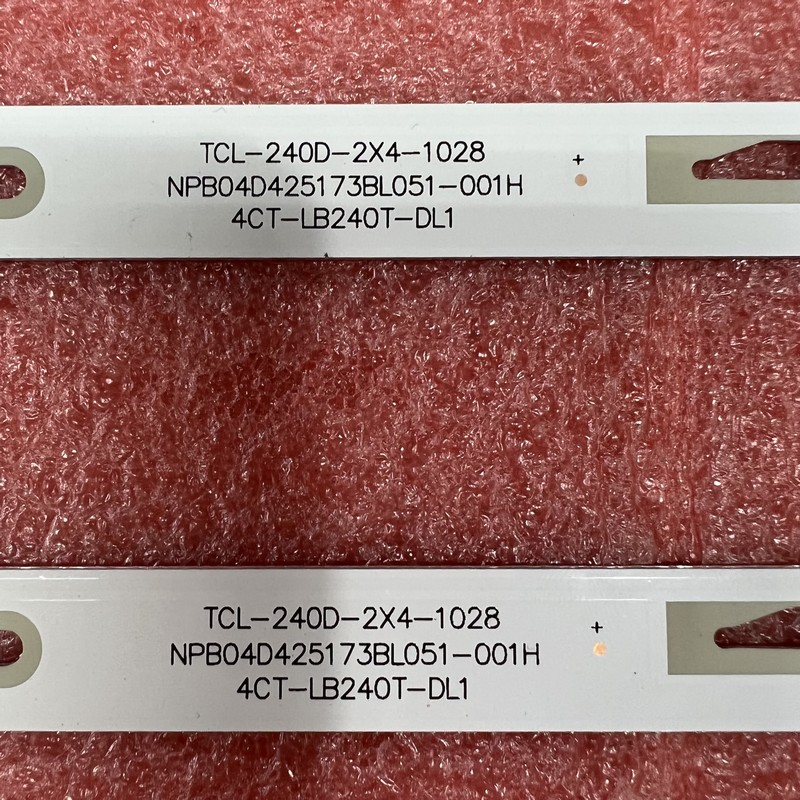 TCL-240D-2X4-1028
NPB04D425173BL051-001H
4CT-LB240T-DL1
+
TCL-240D-2X4-1028
NPB04D425173BL051-001H
4CT-LB240T-DL1
+